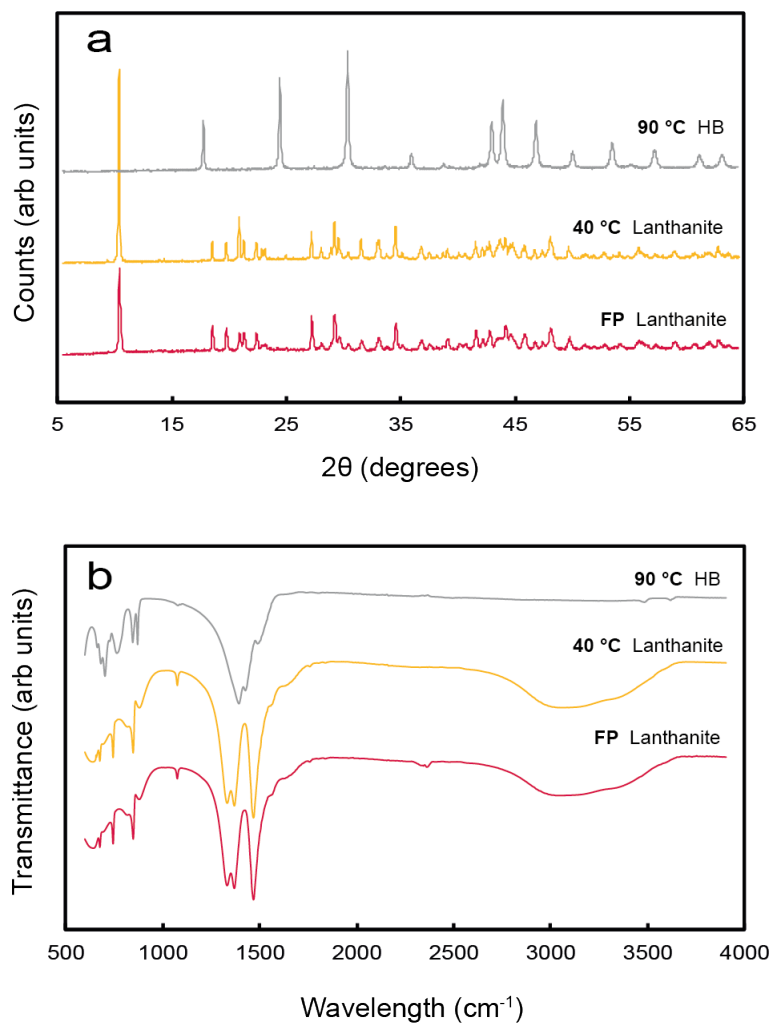 a
Counts (arb units)
90 °C HB
40 °C Lanthanite
FP Lanthanite
5 15 25 35 45 55 65
2θ (degrees)
b
Transmittance (arb units)
90 °C HB
40 °C Lanthanite
FP Lanthanite
500 1000 1500 2000 2500 3000 3500 4000
Wavelength (cm⁻¹)